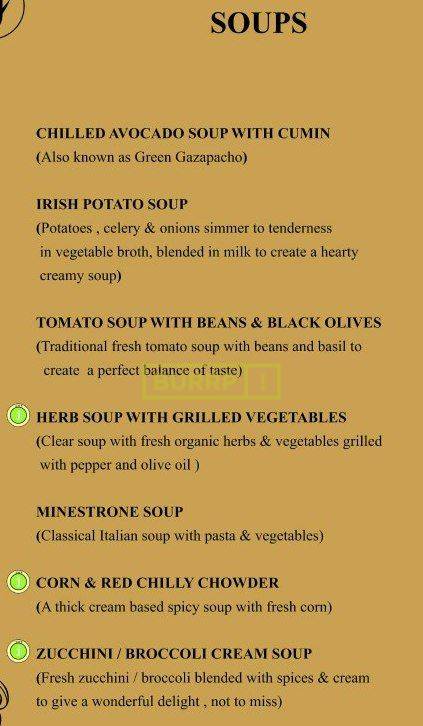 SOUPS
CHILLED AVOCADO SOUP WITH CUMIN
(Also known as Green Gazapacho)
IRISH POTATO SOUP
(Potatoes , celery & onions simmer to tenderness
in vegetable broth, blended in milk to create a hearty
creamy soup)
TOMATO SOUP WITH BEANS & BLACK OLIVES
(Traditional fresh tomato soup with beans and basil to
create a perfect balance of taste)
BURRP!
HERB SOUP WITH GRILLED VEGETABLES
(Clear soup with fresh organic herbs & vegetables grilled
with pepper and olive oil )
MINESTRONE SOUP
(Classical Italian soup with pasta & vegetables)
CORN & RED CHILLY CHOWDER
(A thick cream based spicy soup with fresh corn)
ZUCCHINI / BROCCOLI CREAM SOUP
(Fresh zucchini / broccoli blended with spices & cream
to give a wonderful delight , not to miss)